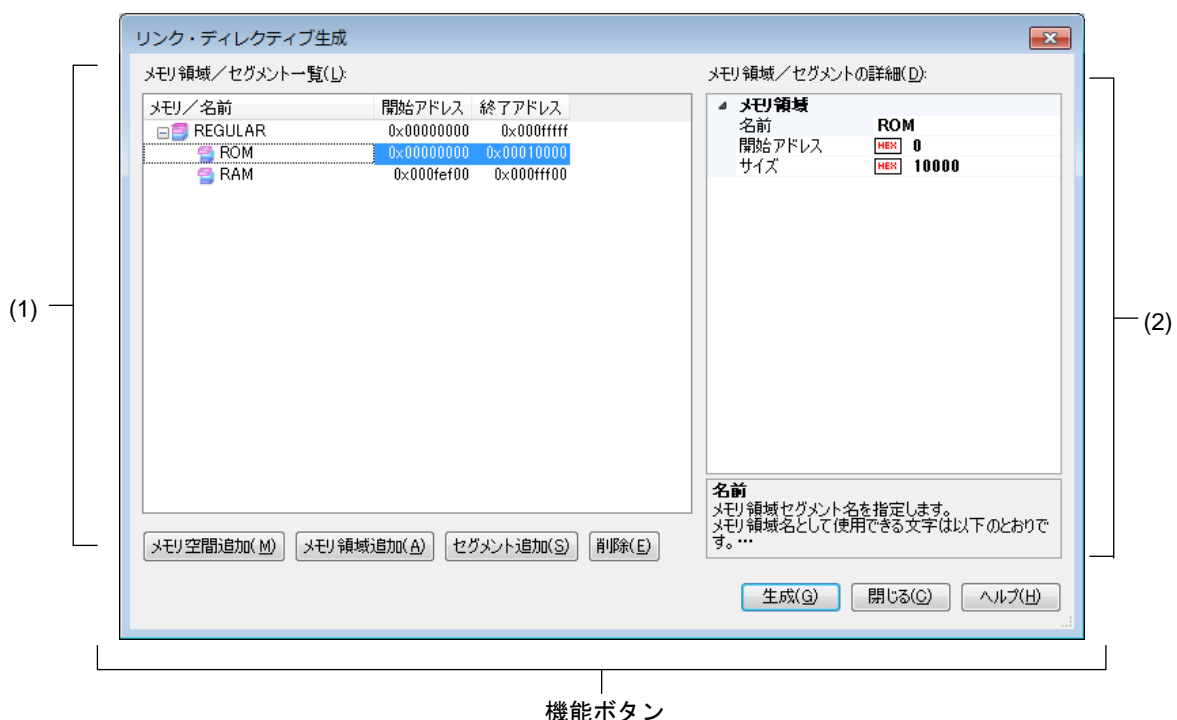 リンク・ディレクティブ生成
メモリ領域／セグメント一覧(L):
メモリ／名前 開始アドレス 終了アドレス
REGULAR 0x00000000 0x000fffff
ROM 0x00000000 0x00010000
RAM 0x000fef00 0x000fff00
メモリ空間追加(M) メモリ領域追加(A) セグメント追加(S) 削除(E)
(1)
メモリ領域／セグメントの詳細(D):
メモリ領域
名前 ROM
開始アドレス HEX 0
サイズ HEX 10000
名前
メモリ領域セグメント名を指定します。
メモリ領域名として使用できる文字は以下のとおりで
す。…
(2)
生成(G) 閉じる(C) ヘルプ(H)
機能ボタン